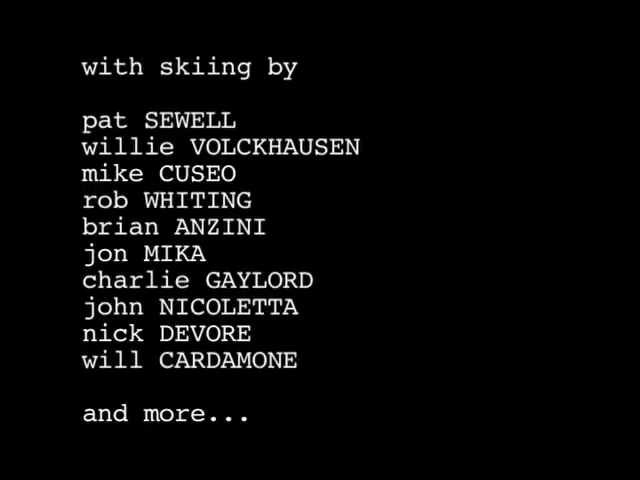 with skiing by
pat SEWELL
willie VOLCKHAUSEN
mike CUSEO
rob WHITING
brian ANZINI
jon MIKA
charlie GAYLORD
john NICOLETTA
nick DEVORE
will CARDAMONE
and more...